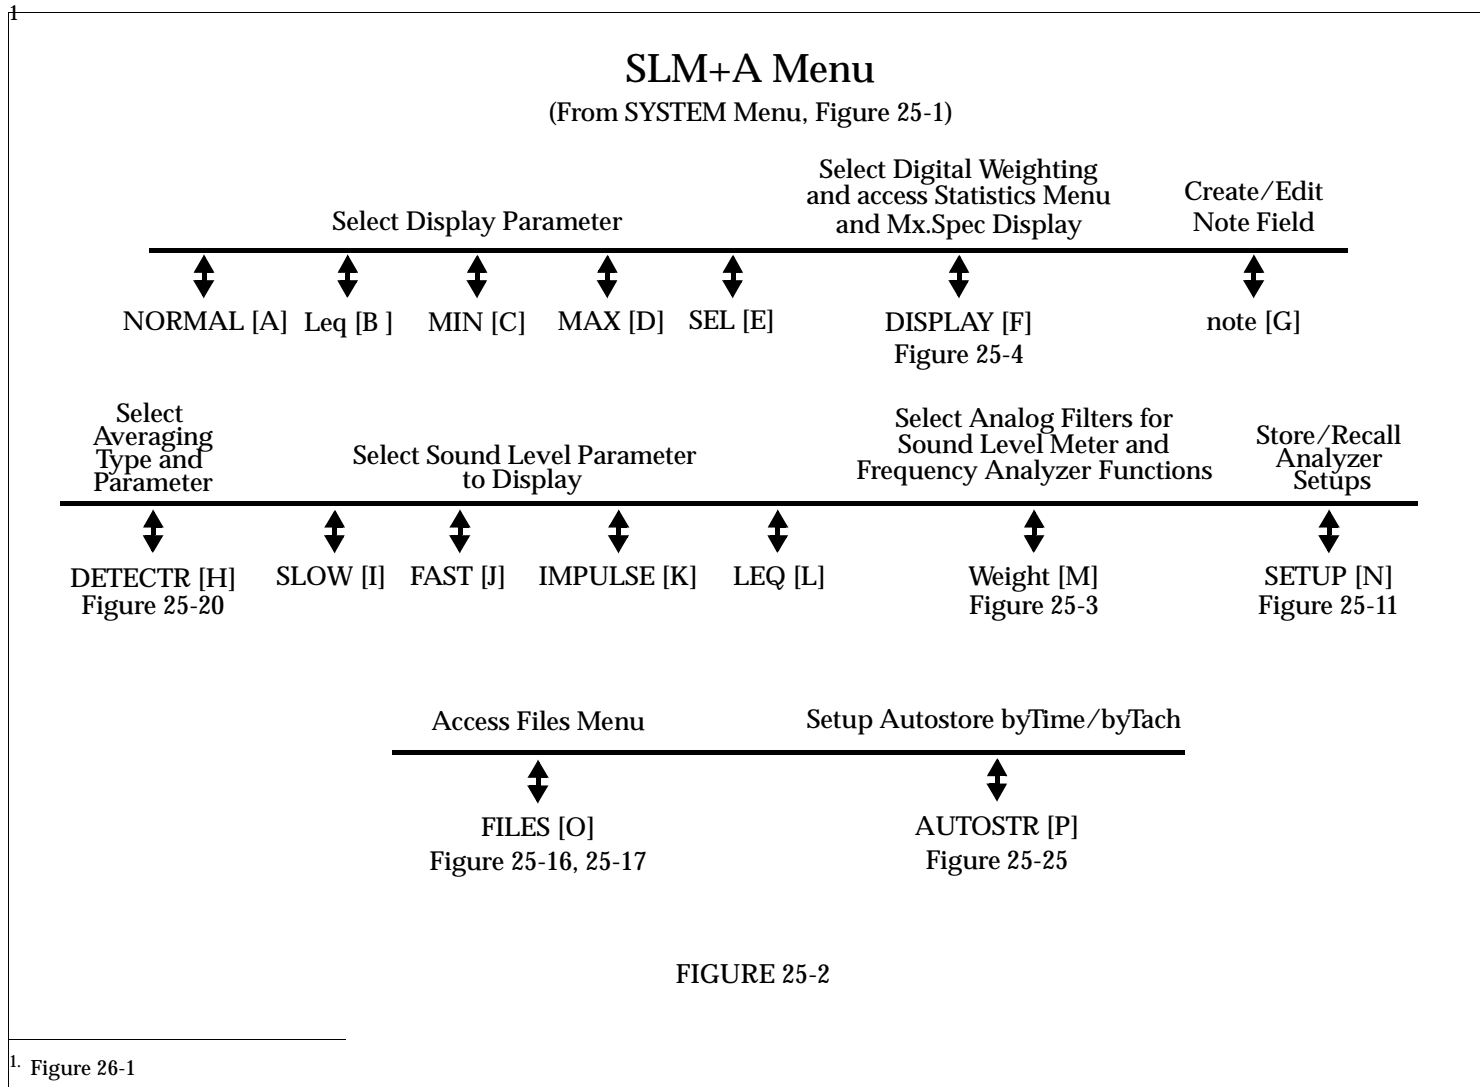 1
SLM+A Menu
(From SYSTEM Menu, Figure 25-1)
Select Display Parameter
Select Digital Weighting
and access Statistics Menu
and Mx.Spec Display
Create/Edit
Note Field
NORMAL [A] Leq [B ] MIN [C] MAX [D] SEL [E] DISPLAY [F] note [G]
Figure 25-4
Select
Averaging
Type and
Parameter
Select Sound Level Parameter
to Display
Select Analog Filters for
Sound Level Meter and
Frequency Analyzer Functions
Store/Recall
Analyzer
Setups
DETECTR [H] SLOW [I] FAST [J] IMPULSE [K] LEQ [L] Weight [M] SETUP [N]
Figure 25-20 Figure 25-3 Figure 25-11
Access Files Menu Setup Autostore byTime/byTach
FILES [O] AUTOSTR [P]
Figure 25-16, 25-17 Figure 25-25
FIGURE 25-2
1. Figure 26-1